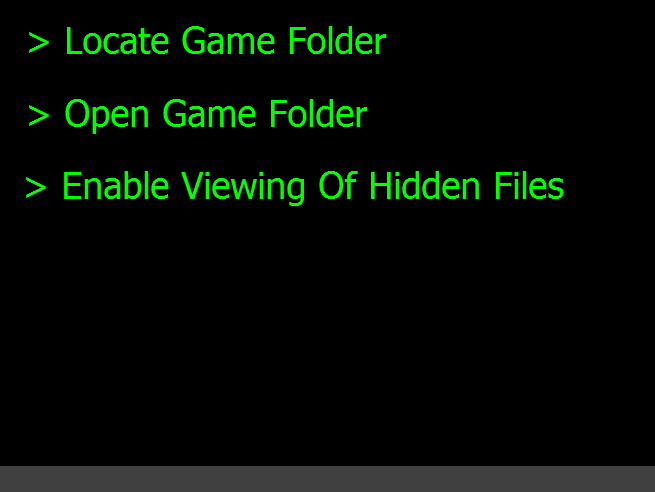 > Locate Game Folder
> Open Game Folder
> Enable Viewing Of Hidden Files